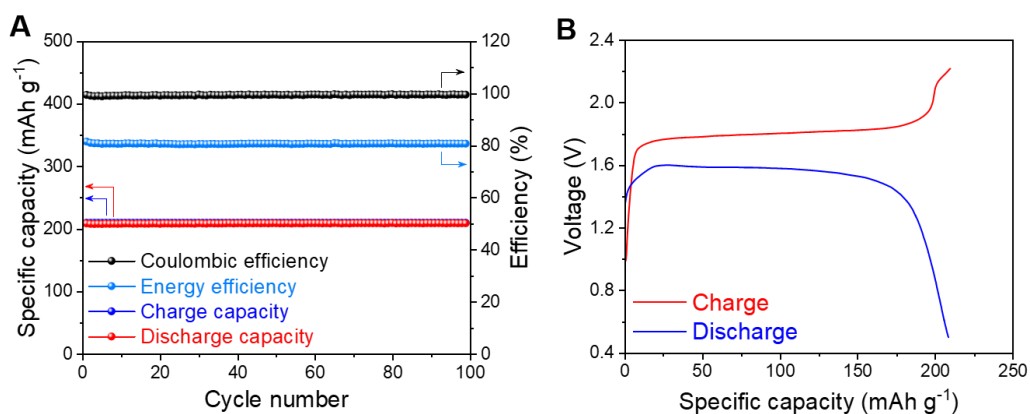 A
Specific capacity (mAh g⁻¹)
500
400
300
200
100
0
Coulombic efficiency
Energy efficiency
Charge capacity
Discharge capacity
0 20 40 60 80 100
Cycle number
120
100
80
60
40
20
0
Efficiency (%)
B
Voltage (V)
2.4
2.0
1.6
1.2
0.8
0.4
Charge
Discharge
0 50 100 150 200 250
Specific capacity (mAh g⁻¹)